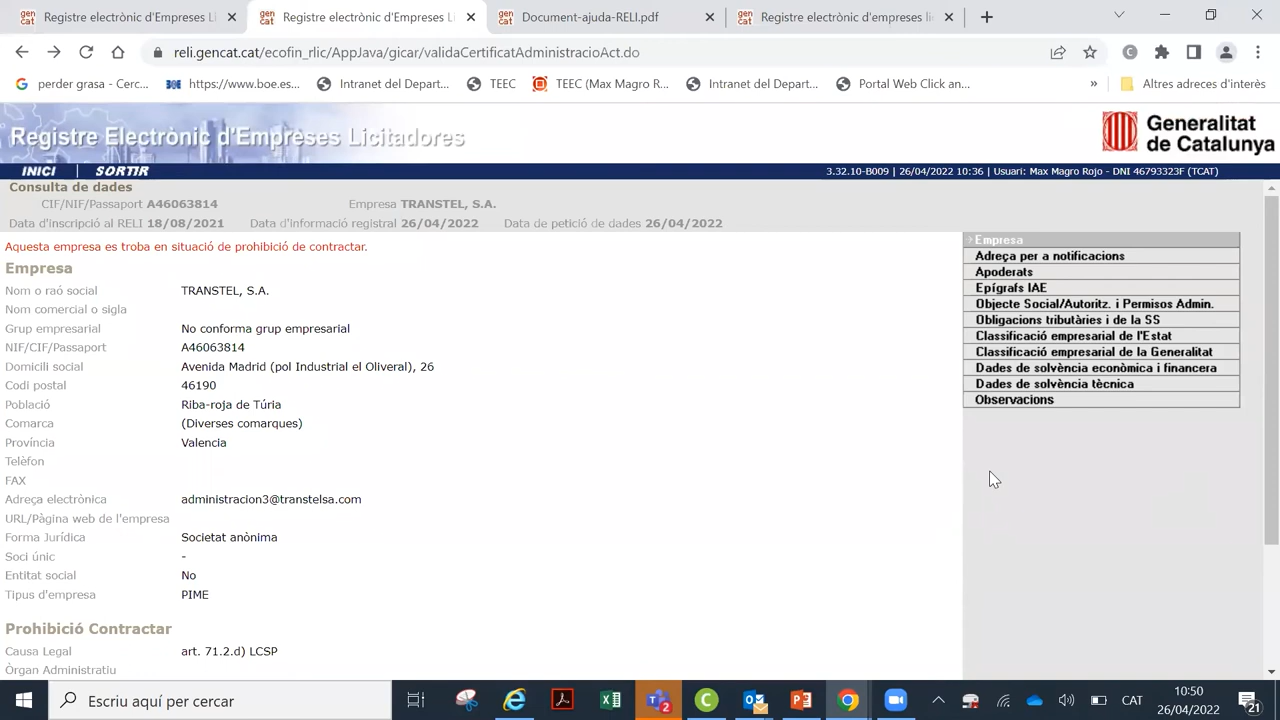 Registre electrònic d'Empreses L
Registre electrònic d'Empreses L
Document-ajuda-RELI.pdf
Registre electrònic d'empreses li
reli.gencat.cat/ecofin_rlic/AppJava/gicar/validaCertificatAdministracioAct.do
perder grasa - Cerc...
https://www.boe.es...
Intranet del Depart...
TEEC
TEEC (Max Magro R...
Intranet del Depart...
Portal Web Click an...
»
Altres adreces d'interès
Registre Electrònic d'Empreses Licitadores
Generalitat
de Catalunya
INICI | SORTIR
3.32.10-B009 | 26/04/2022 10:36 | Usuari: Max Magro Rojo - DNI 46793323F (TCAT)
Consulta de dades
CIF/NIF/Passaport A46063814 Empresa TRANSTEL, S.A.
Data d'inscripció al RELI 18/08/2021 Data d'informació registral 26/04/2022 Data de petició de dades 26/04/2022
Aquesta empresa es troba en situació de prohibició de contractar.
Empresa
Nom o raó social TRANSTEL, S.A.
Nom comercial o sigla
Grup empresarial No conforma grup empresarial
NIF/CIF/Passaport A46063814
Domicili social Avenida Madrid (pol Industrial el Oliveral), 26
Codi postal 46190
Població Riba-roja de Túria
Comarca (Diverses comarques)
Província Valencia
Telèfon
FAX
Adreça electrònica administracion3@transtelsa.com
URL/Pàgina web de l'empresa
Forma Jurídica Societat anònima
Soci únic -
Entitat social No
Tipus d'empresa PIME
Prohibició Contractar
Causa Legal art. 71.2.d) LCSP
Òrgan Administratiu
Empresa
Adreça per a notificacions
Apoderats
Epígrafs IAE
Objecte Social/Autoritz. i Permisos Admin.
Obligacions tributàries i de la SS
Classificació empresarial de l'Estat
Classificació empresarial de la Generalitat
Dades de solvència econòmica i financera
Dades de solvència tècnica
Observacions
Escriu aquí per cercar
2
CAT
10:50
26/04/2022
21